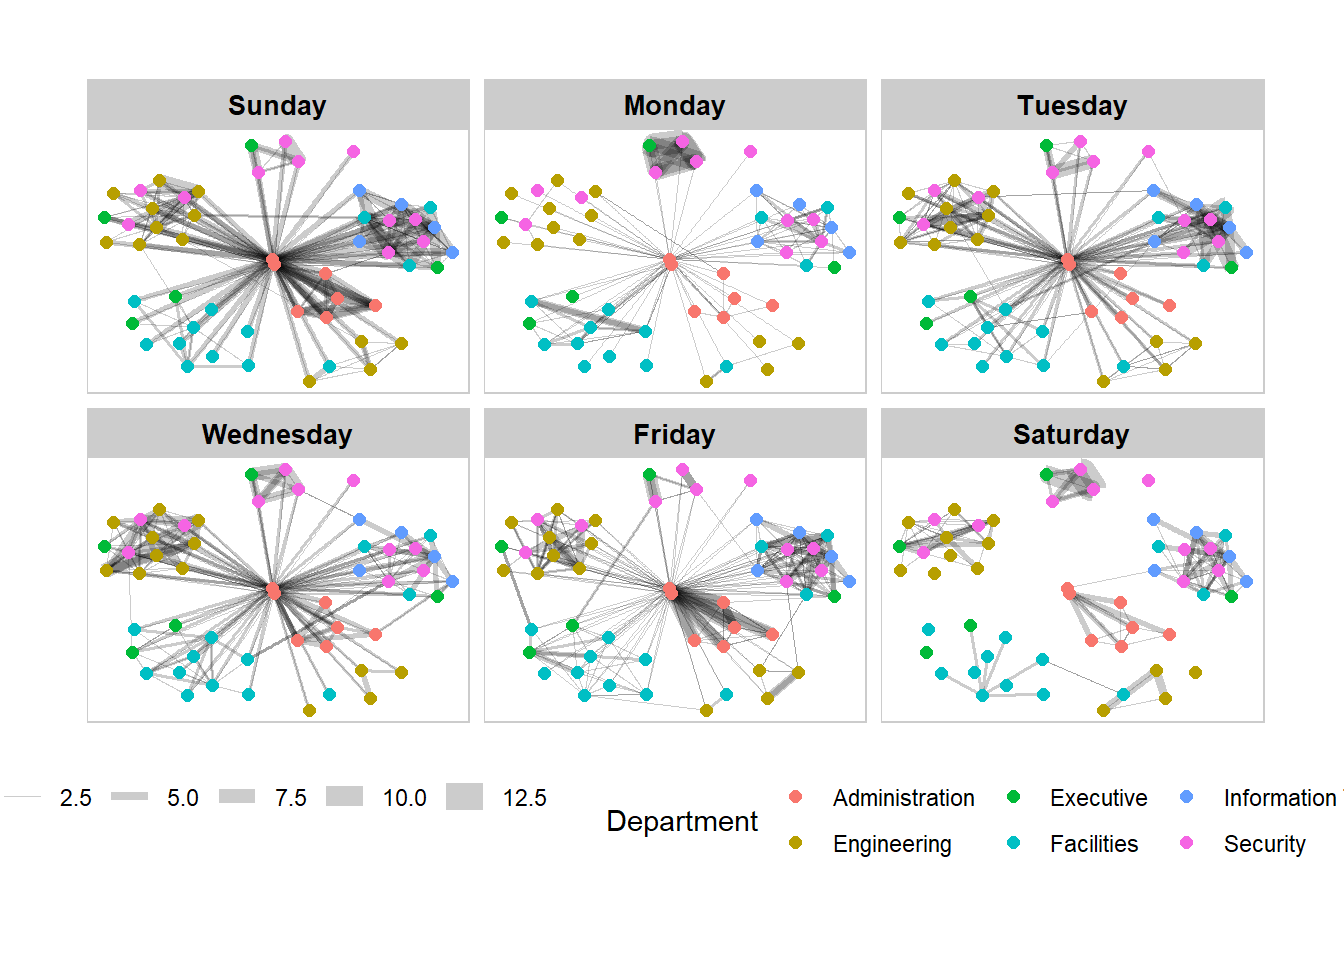 Sunday Monday Tuesday
Wednesday Friday Saturday
2.5 5.0 7.5 10.0 12.5
Department
Administration Executive Information
Engineering Facilities Security